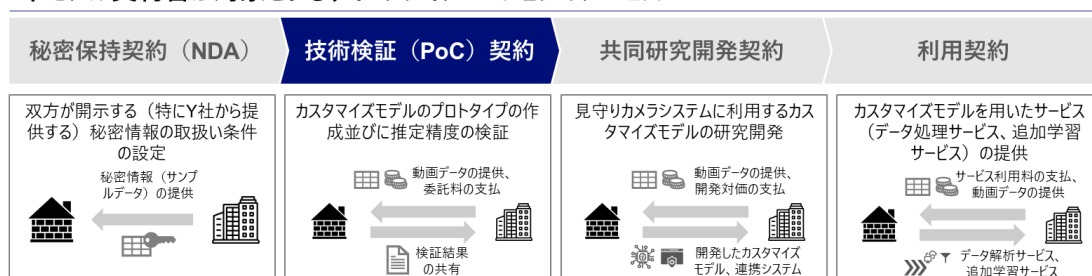 秘密保持契約（NDA）
技術検証（PoC）契約
共同研究開発契約
利用契約
双方が開示する（特にY社から提
供する）秘密情報の取扱い条件
の設定
秘密情報（サンプ
ルデータ）の提供
カスタマイズモデルのプロトタイプの作
成並びに推定精度の検証
動画データの提供、
委託料の支払
検証結果
の共有
見守りカメラシステムに利用するカス
タマイズモデルの研究開発
動画データの提供、
開発対価の支払
開発したカスタマイズ
モデル、連携システム
カスタマイズモデルを用いたサービス
（データ処理サービス、追加学習
サービス）の提供
サービス利用料の支払、
動画データの提供
データ解析サービス、
追加学習サービス